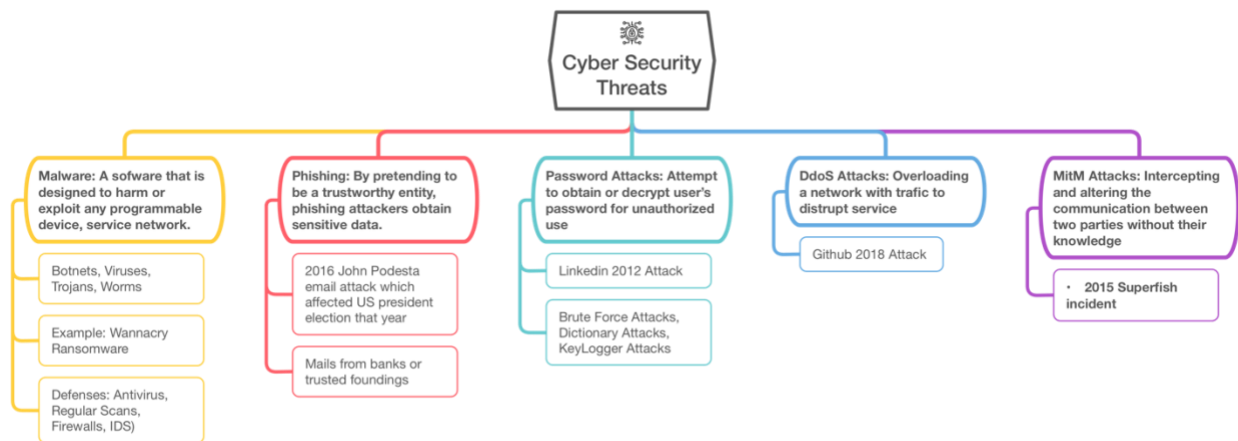 Cyber Security
Threats
Malware: A sofware that is
designed to harm or
exploit any programmable
device, service network.
Botnets, Viruses,
Trojans, Worms
Example: Wannacry
Ransomware
Defenses: Antivirus,
Regular Scans,
Firewalls, IDS)
Phishing: By pretending to
be a trustworthy entity,
phishing attackers obtain
sensitive data.
2016 John Podesta
email attack which
affected US president
election that year
Mails from banks or
trusted foundings
Password Attacks: Attempt
to obtain or decrypt user's
password for unauthorized
use
Linkedin 2012 Attack
Brute Force Attacks,
Dictionary Attacks,
KeyLogger Attacks
DdoS Attacks: Overloading
a network with trafic to
distrupt service
Github 2018 Attack
MitM Attacks: Intercepting
and altering the
communication between
two parties without their
knowledge
• 2015 Superfish
incident